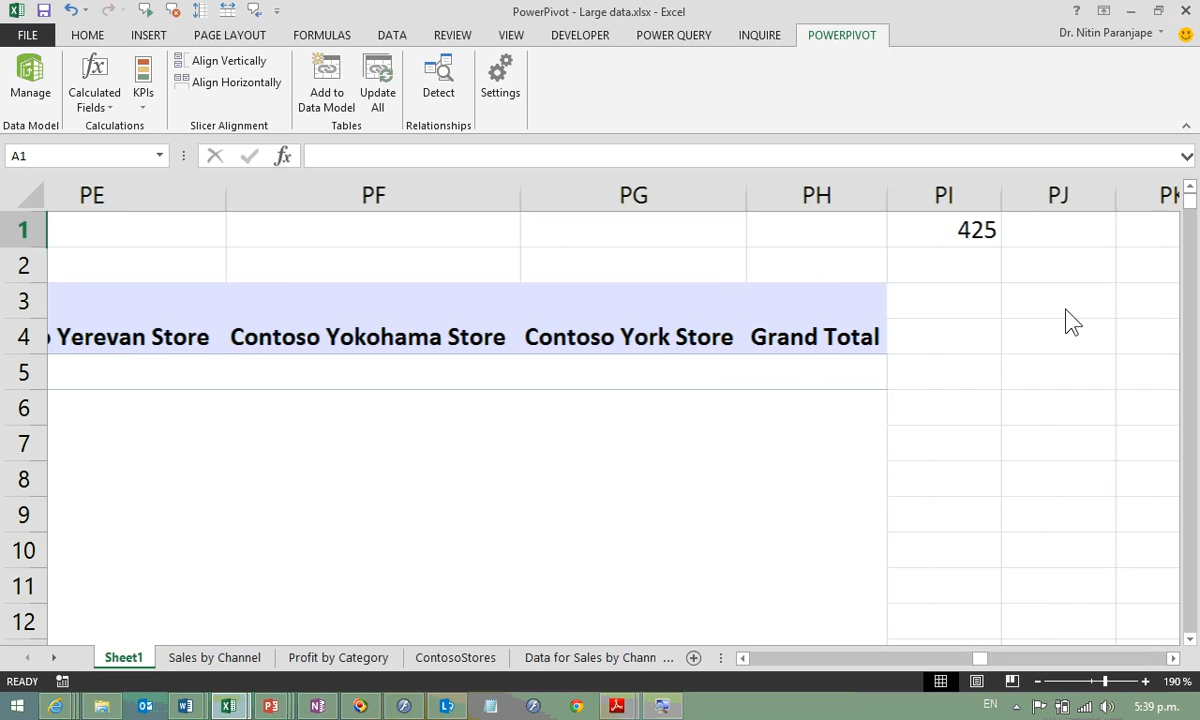 PowerPivot - Large data.xlsx - Excel
FILE HOME INSERT PAGE LAYOUT FORMULAS DATA REVIEW VIEW DEVELOPER POWER QUERY INQUIRE POWERPIVOT Dr. Nitin Paranjape
Manage
Calculated Fields
KPIs
Align Vertically
Align Horizontally
Add to Data Model
Update All
Detect
Settings
Data Model Calculations Slicer Alignment Tables Relationships
A1 fx
PE PF PG PH PI PJ PK
1 425
2
3
4 Yerevan Store Contoso Yokohama Store Contoso York Store Grand Total
5
6
7
8
9
10
11
12
Sheet1 Sales by Channel Profit by Category ContosoStores Data for Sales by Chann ...
READY 190 %
EN 5:39 p.m.